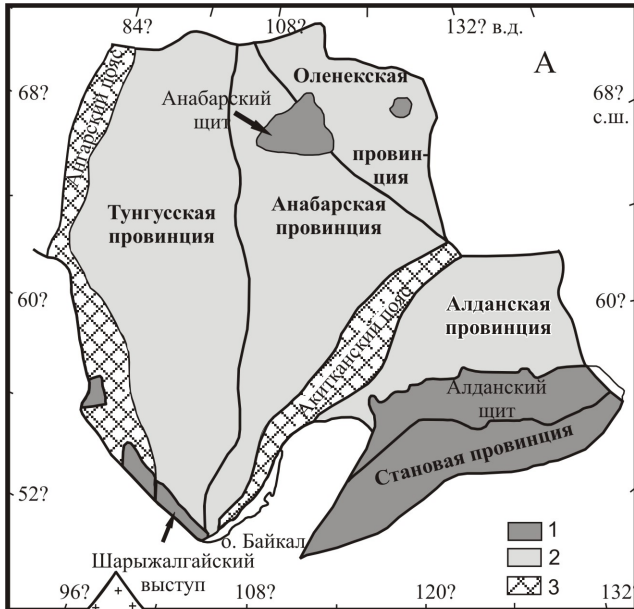 84? 108? 132? в.д.
А
Оленекская
68? 68?
с.ш.
Анабарский
щит
провин-
ция
Ангарский пояс
Тунгусская
провинция
Анабарская
провинция
60? 60?
Алданская
провинция
Акитканский пояс
Алданский
щит
Становая провинция
52?
1
2
3
о. Байкал
Шарыжалгайский
выступ
96? 108? 120? 132?